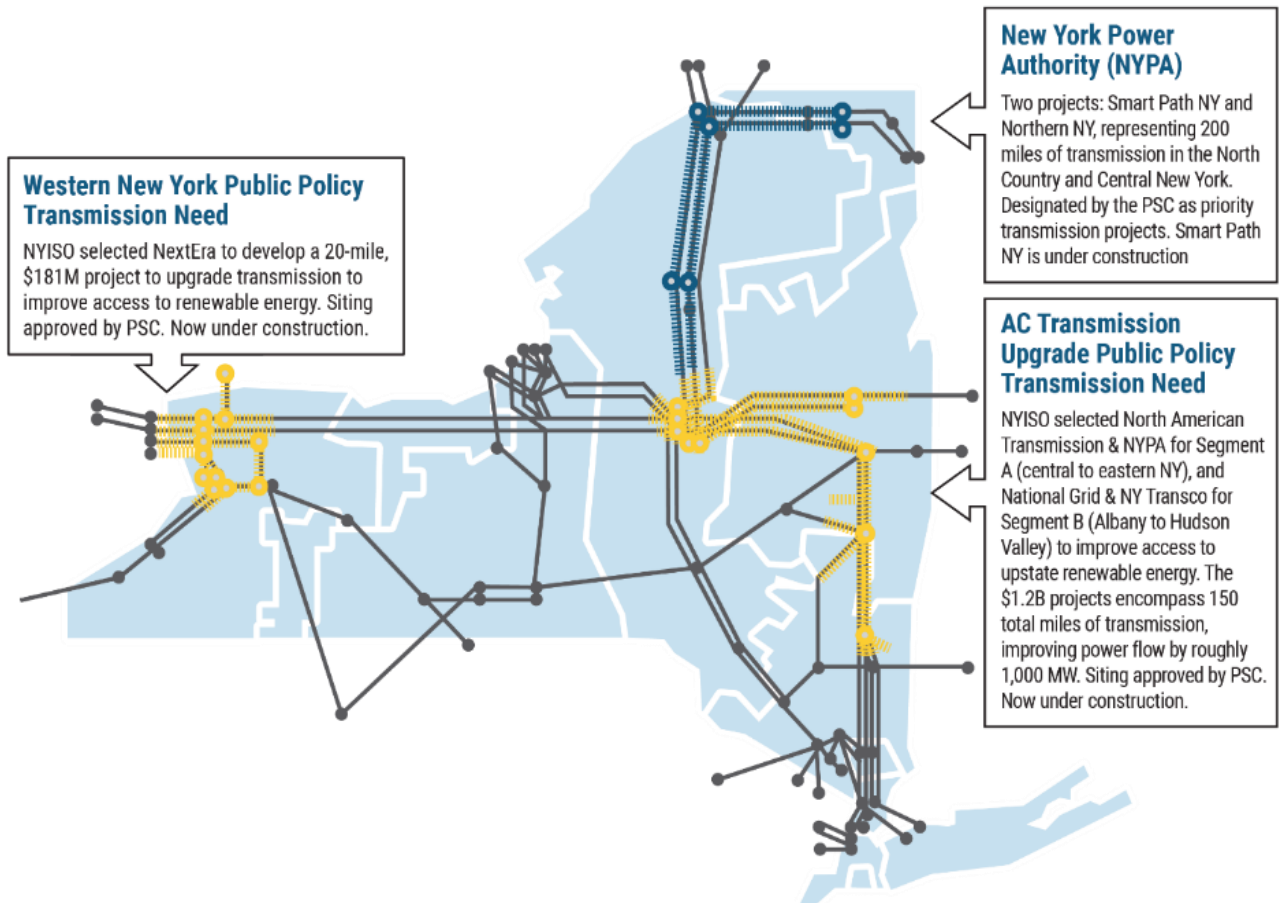 Western New York Public Policy
Transmission Need
NYISO selected NextEra to develop a 20-mile,
$181M project to upgrade transmission to
improve access to renewable energy. Siting
approved by PSC. Now under construction.
New York Power
Authority (NYPA)
Two projects: Smart Path NY and
Northern NY, representing 200
miles of transmission in the North
Country and Central New York.
Designated by the PSC as priority
transmission projects. Smart Path
NY is under construction
AC Transmission
Upgrade Public Policy
Transmission Need
NYISO selected North American
Transmission & NYPA for Segment
A (central to eastern NY), and
National Grid & NY Transco for
Segment B (Albany to Hudson
Valley) to improve access to
upstate renewable energy. The
$1.2B projects encompass 150
total miles of transmission,
improving power flow by roughly
1,000 MW. Siting approved by PSC.
Now under construction.